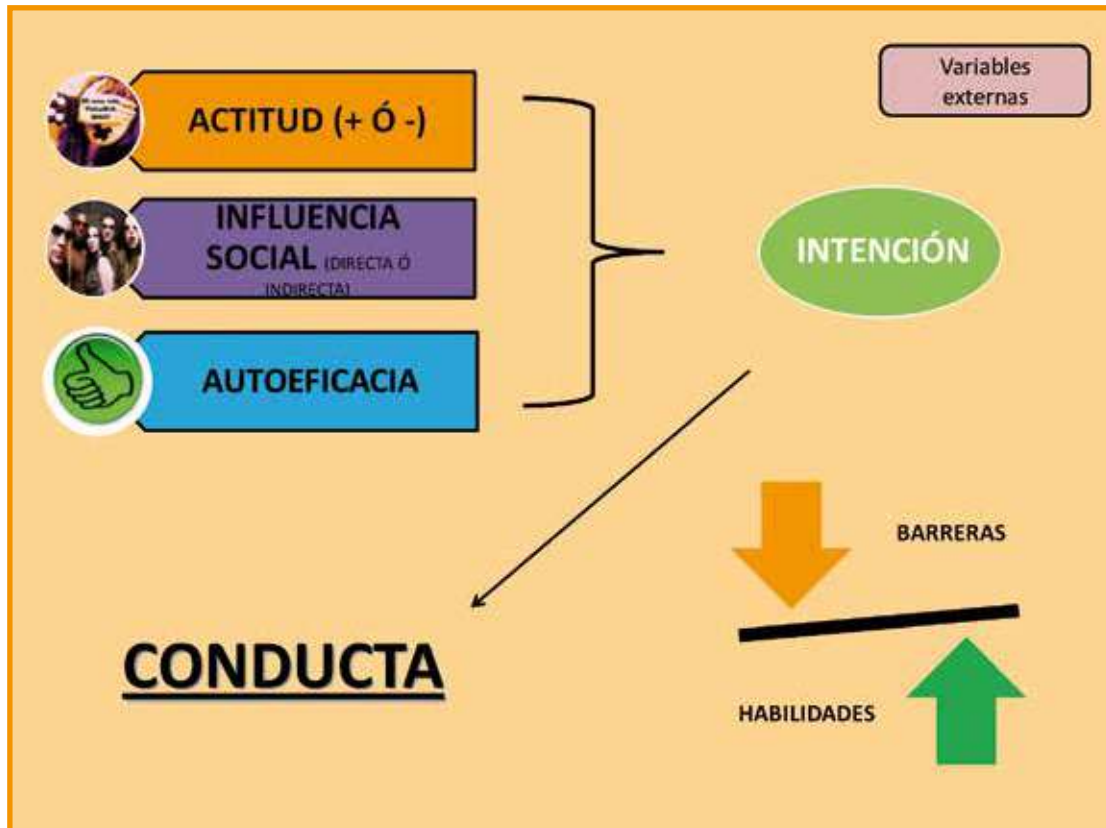 Variables
externas
ACTITUD (+ Ó -)
INFLUENCIA
SOCIAL (DIRECTA Ó
INDIRECTA)
INTENCIÓN
AUTOEFICACIA
BARRERAS
CONDUCTA
HABILIDADES